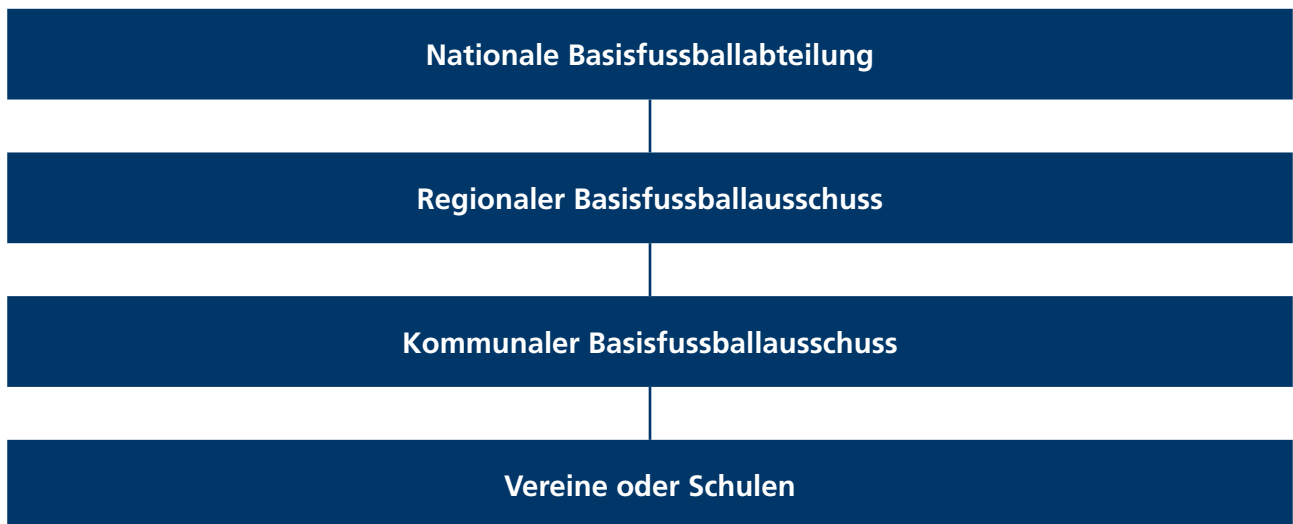 Nationale Basisfussballabteilung
Regionaler Basisfussballausschuss
Kommunaler Basisfussballausschuss
Vereine oder Schulen